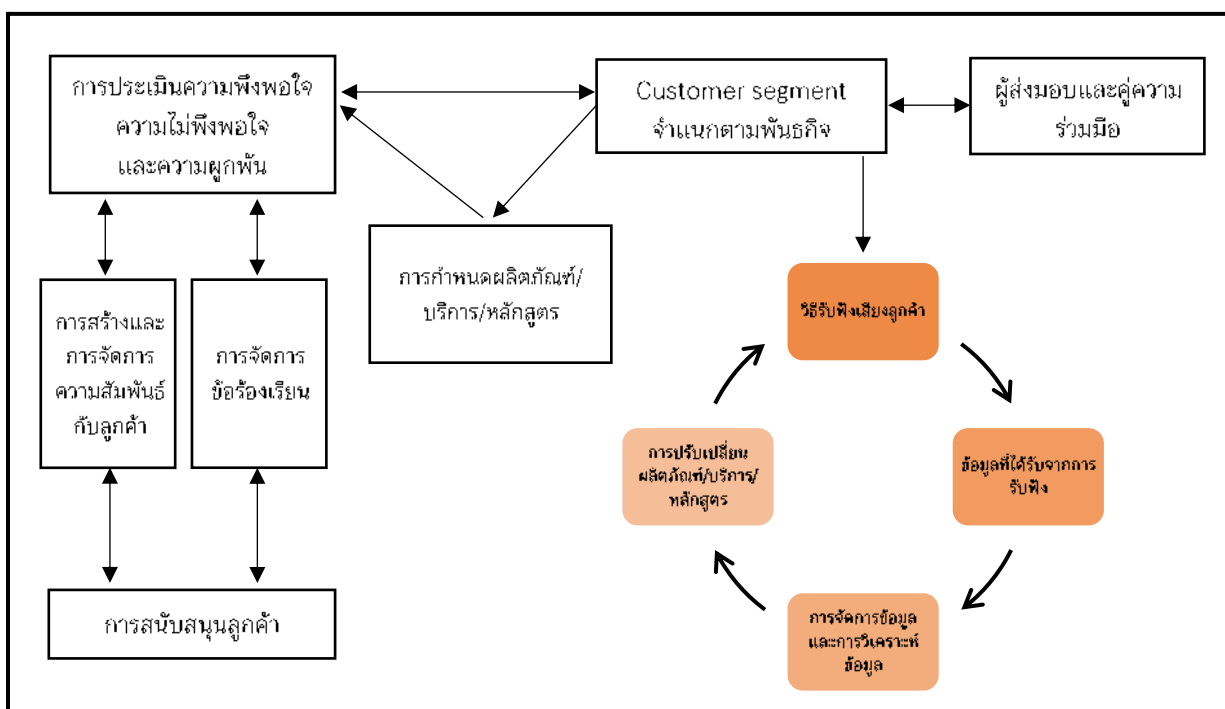 การประเมินความพึงพอใจ
ความไม่พึงพอใจ
และความผูกพัน
Customer segment
จำแนกตามพันธกิจ
ผู้ส่งมอบและคู่ความ
ร่วมมือ
การกำหนดผลิตภัณฑ์/
บริการ/หลักสูตร
การสร้างและ
การจัดการ
ความสัมพันธ์
กับลูกค้า
การจัดการ
ข้อร้องเรียน
การสนับสนุนลูกค้า
วิธีรับฟังเสียงลูกค้า
ข้อมูลที่ได้รับจากการ
รับฟัง
การจัดการข้อมูล
และการวิเคราะห์
ข้อมูล
การปรับเปลี่ยน
ผลิตภัณฑ์/บริการ/
หลักสูตร